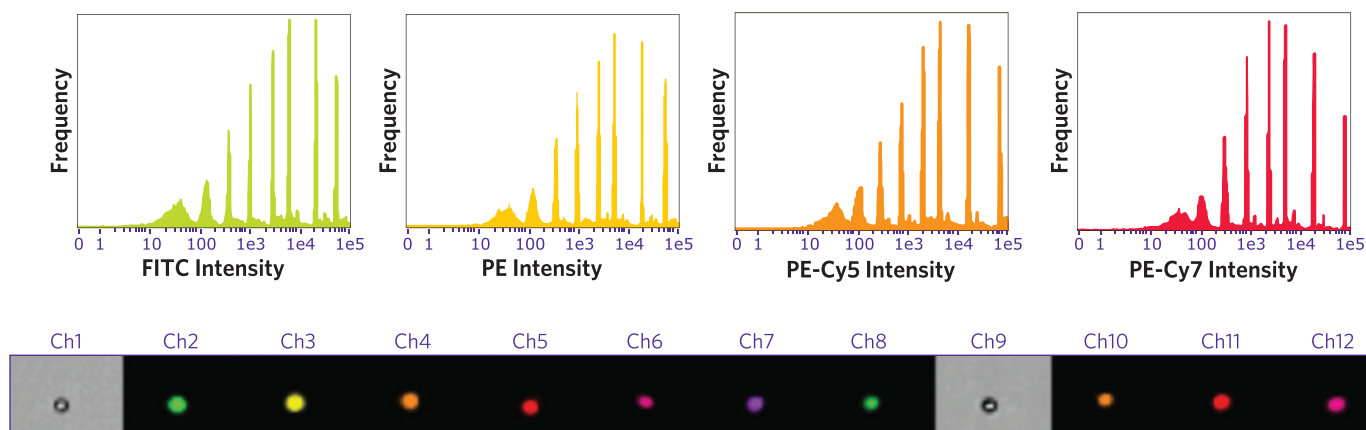 Frequency
0 1 10 100 1e3 1e4 1e5
FITC Intensity
Frequency
0 1 10 100 1e3 1e4 1e5
PE Intensity
Frequency
0 1 10 100 1e3 1e4 1e5
PE-Cy5 Intensity
Frequency
0 1 10 100 1e3 1e4 1e5
PE-Cy7 Intensity
Ch1 Ch2 Ch3 Ch4 Ch5 Ch6 Ch7 Ch8 Ch9 Ch10 Ch11 Ch12